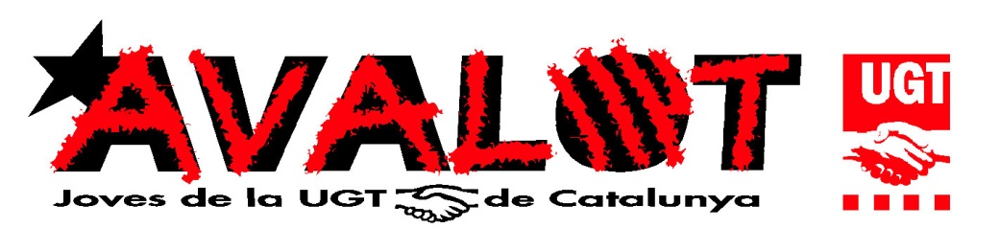 AVALOT
Joves de la UGT de Catalunya
UGT